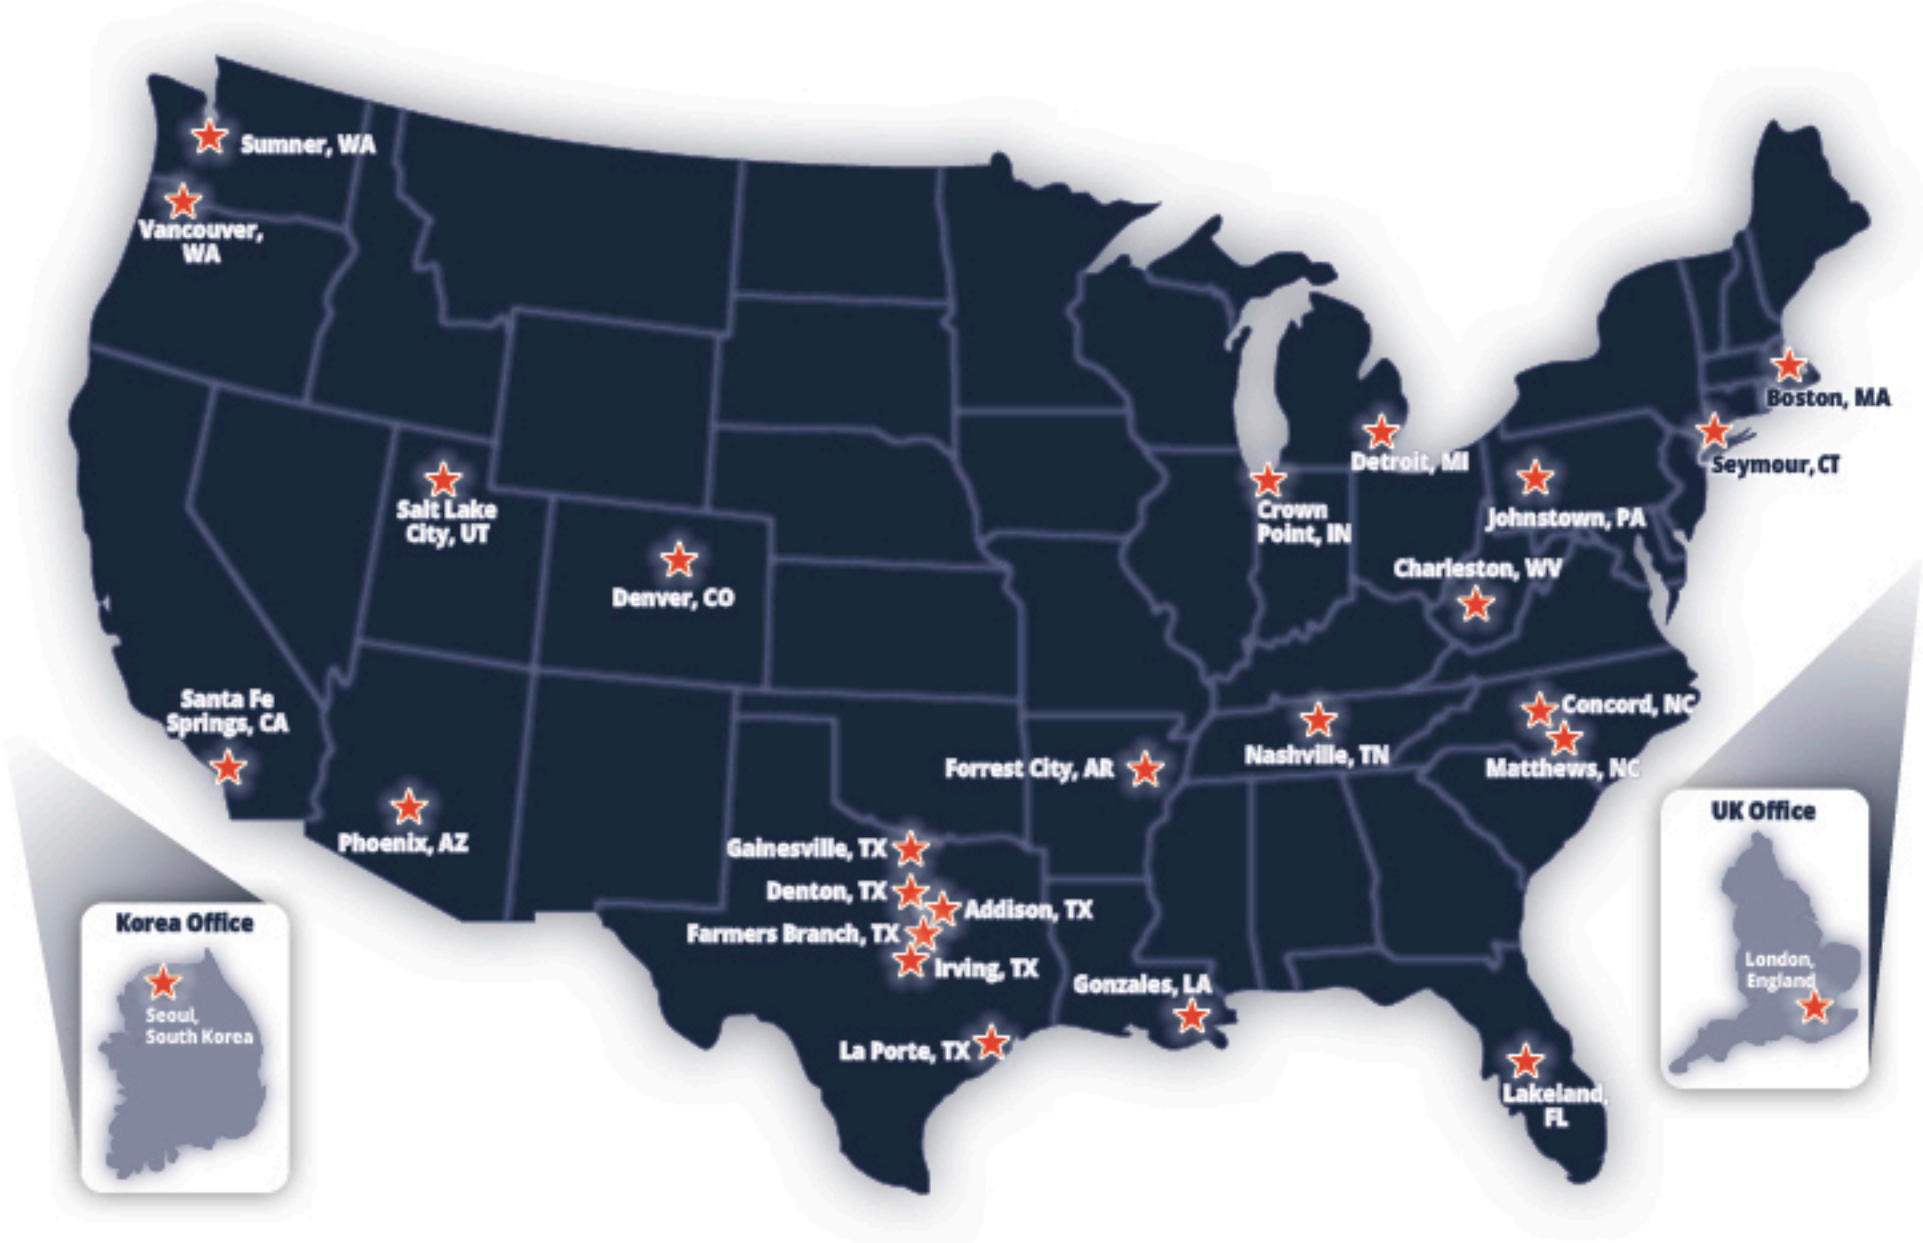 Sumner, WA
Vancouver,
WA
Boston, MA
Detroit, MI
Seymour, CT
Salt Lake
City, UT
Crown
Point, IN
Johnstown, PA
Charleston, WV
Denver, CO
Santa Fe
Springs, CA
Concord, NC
Nashville, TN
Matthews, NC
Forrest City, AR
Phoenix, AZ
Gainesville, TX
Denton, TX
Addison, TX
Farmers Branch, TX
Irving, TX
Gonzales, LA
La Porte, TX
Lakeland,
FL
UK Office
London,
England
Korea Office
Seoul,
South Korea